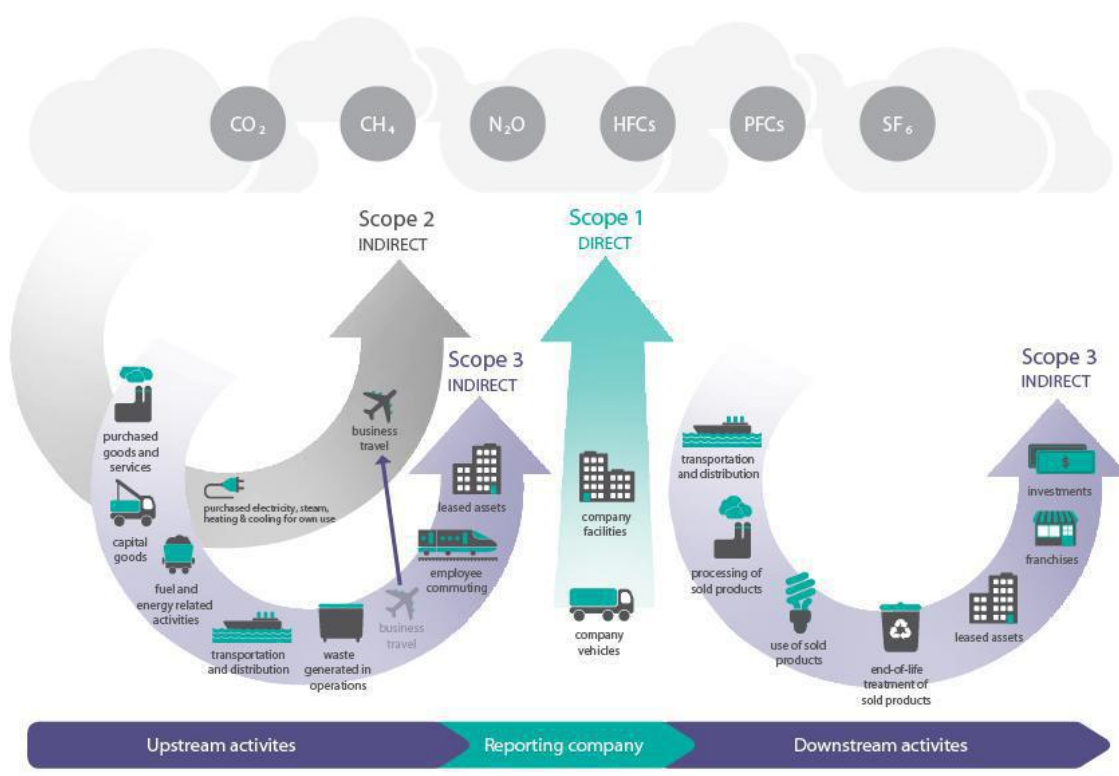 CO₂
CH₄
N₂O
HFCs
PFCs
SF₆
Scope 2
INDIRECT
Scope 1
DIRECT
Scope 3
INDIRECT
Scope 3
INDIRECT
purchased
goods and
services
capital
goods
fuel and
energy related
activities
purchased electricity, steam,
heating & cooling for own use
transportation
and distribution
waste
generated in
operations
business
travel
business
travel
employee
commuting
leased assets
company
facilities
company
vehicles
transportation
and distribution
processing of
sold products
use of sold
products
end-of-life
treatment of
sold products
leased assets
franchises
investments
Upstream activites
Reporting company
Downstream activites